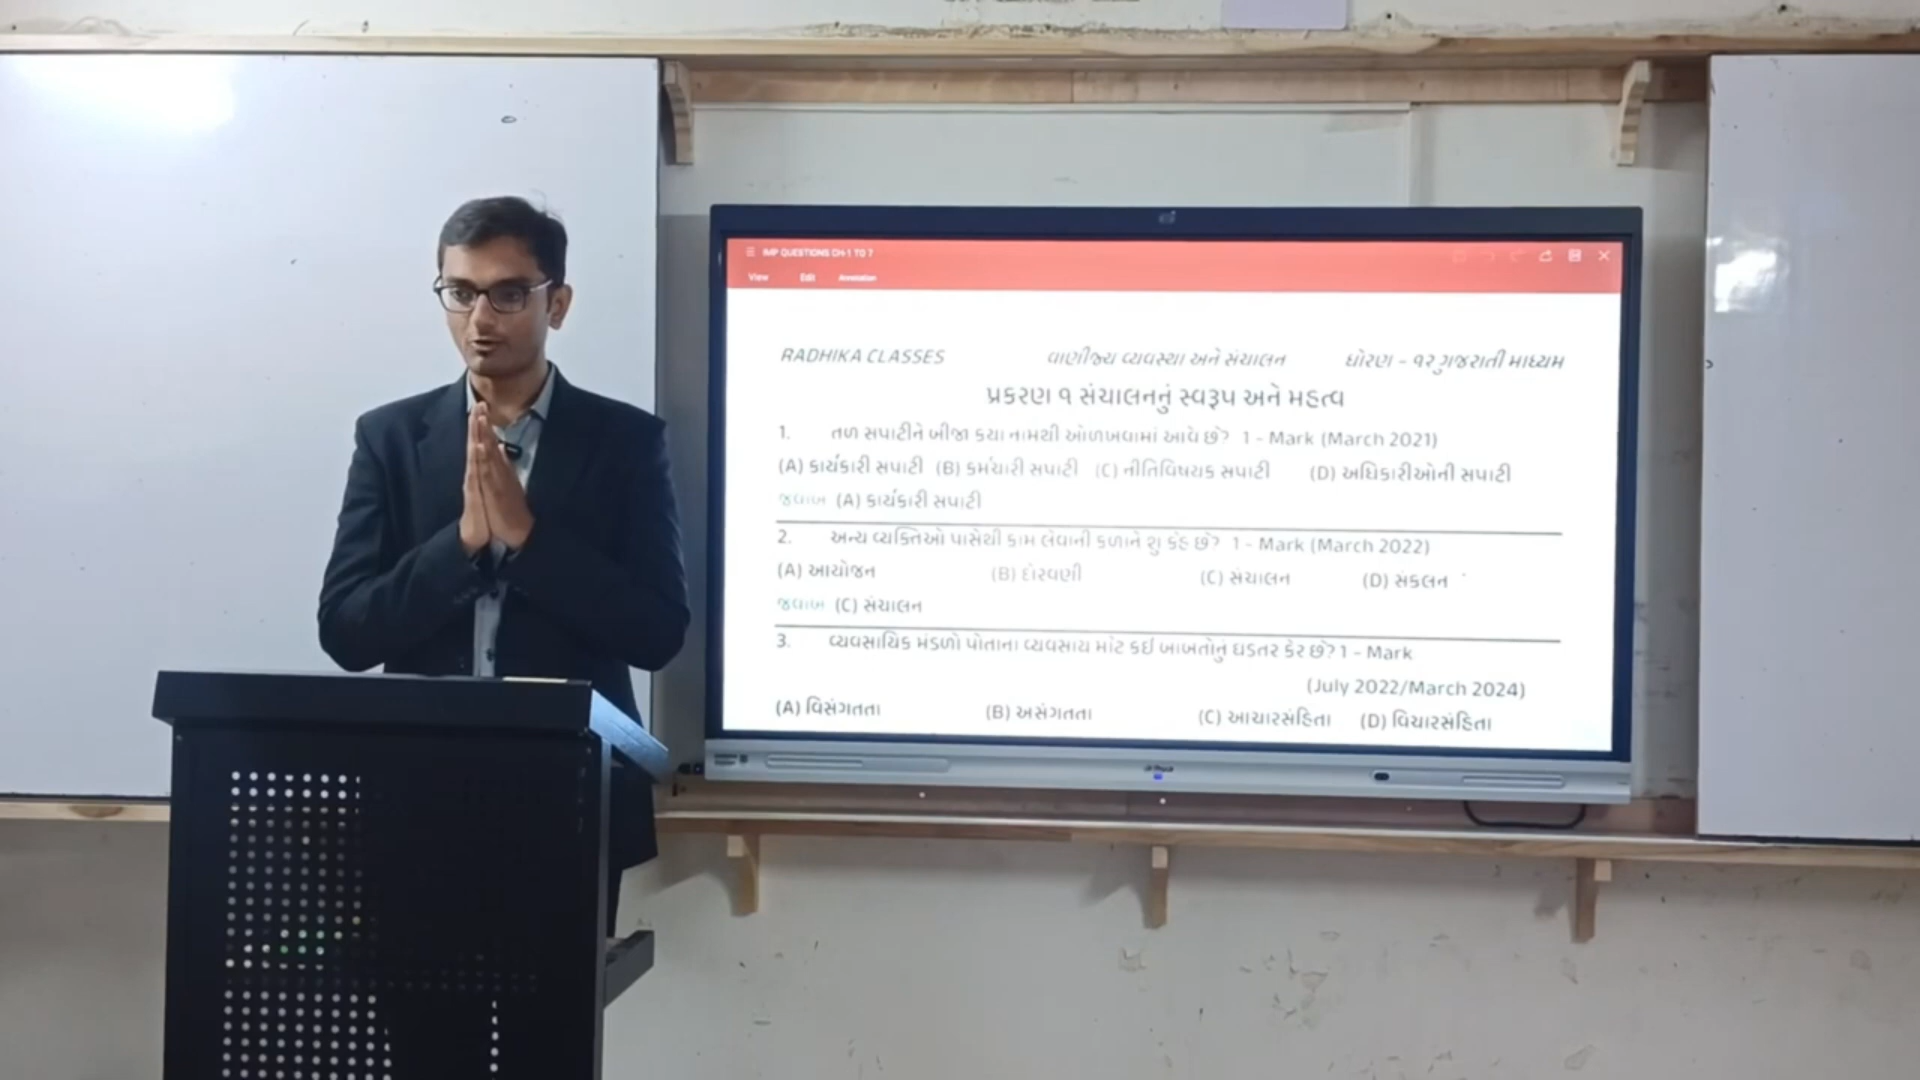 IMP QUESTIONS CH-1 TO 7
View Edit Annotation
RADHIKA CLASSES વાણીજ્ય વ્યવસ્થા અને સંચાલન ધોરણ - ૧૨ ગુજરાતી માધ્યમ
પ્રકરણ ૧ સંચાલનનું સ્વરૂપ અને મહત્વ
1. તળ સપાટીને બીજા કયા નામથી ઓળખવામાં આવે છે? 1 - Mark (March 2021)
(A) કાર્યકારી સપાટી (B) કર્મચારી સપાટી (C) નીતિવિષયક સપાટી (D) અધિકારીઓની સપાટી
જવાબ (A) કાર્યકારી સપાટી
2. અન્ય વ્યક્તિઓ પાસેથી કામ લેવાની કળાને શુ કહે છે? 1 - Mark (March 2022)
(A) આયોજન (B) દોરવણી (C) સંચાલન (D) સંકલન
જવાબ (C) સંચાલન
3. વ્યવસાયિક મંડળો પોતાના વ્યવસાય માટે કઈ બાબતોનું ઘડતર કરે છે? 1 - Mark
(July 2022/March 2024)
(A) વિસંગતતા (B) અસંગતતા (C) આચારસંહિતા (D) વિચારસંહિતા